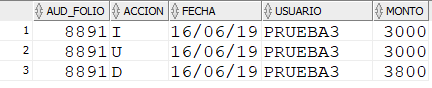 AUD_FOLIO ACCION FECHA USUARIO MONTO
1 8891 I 16/06/19 PRUEBA3 3000
2 8891 U 16/06/19 PRUEBA3 3000
3 8891 D 16/06/19 PRUEBA3 3800